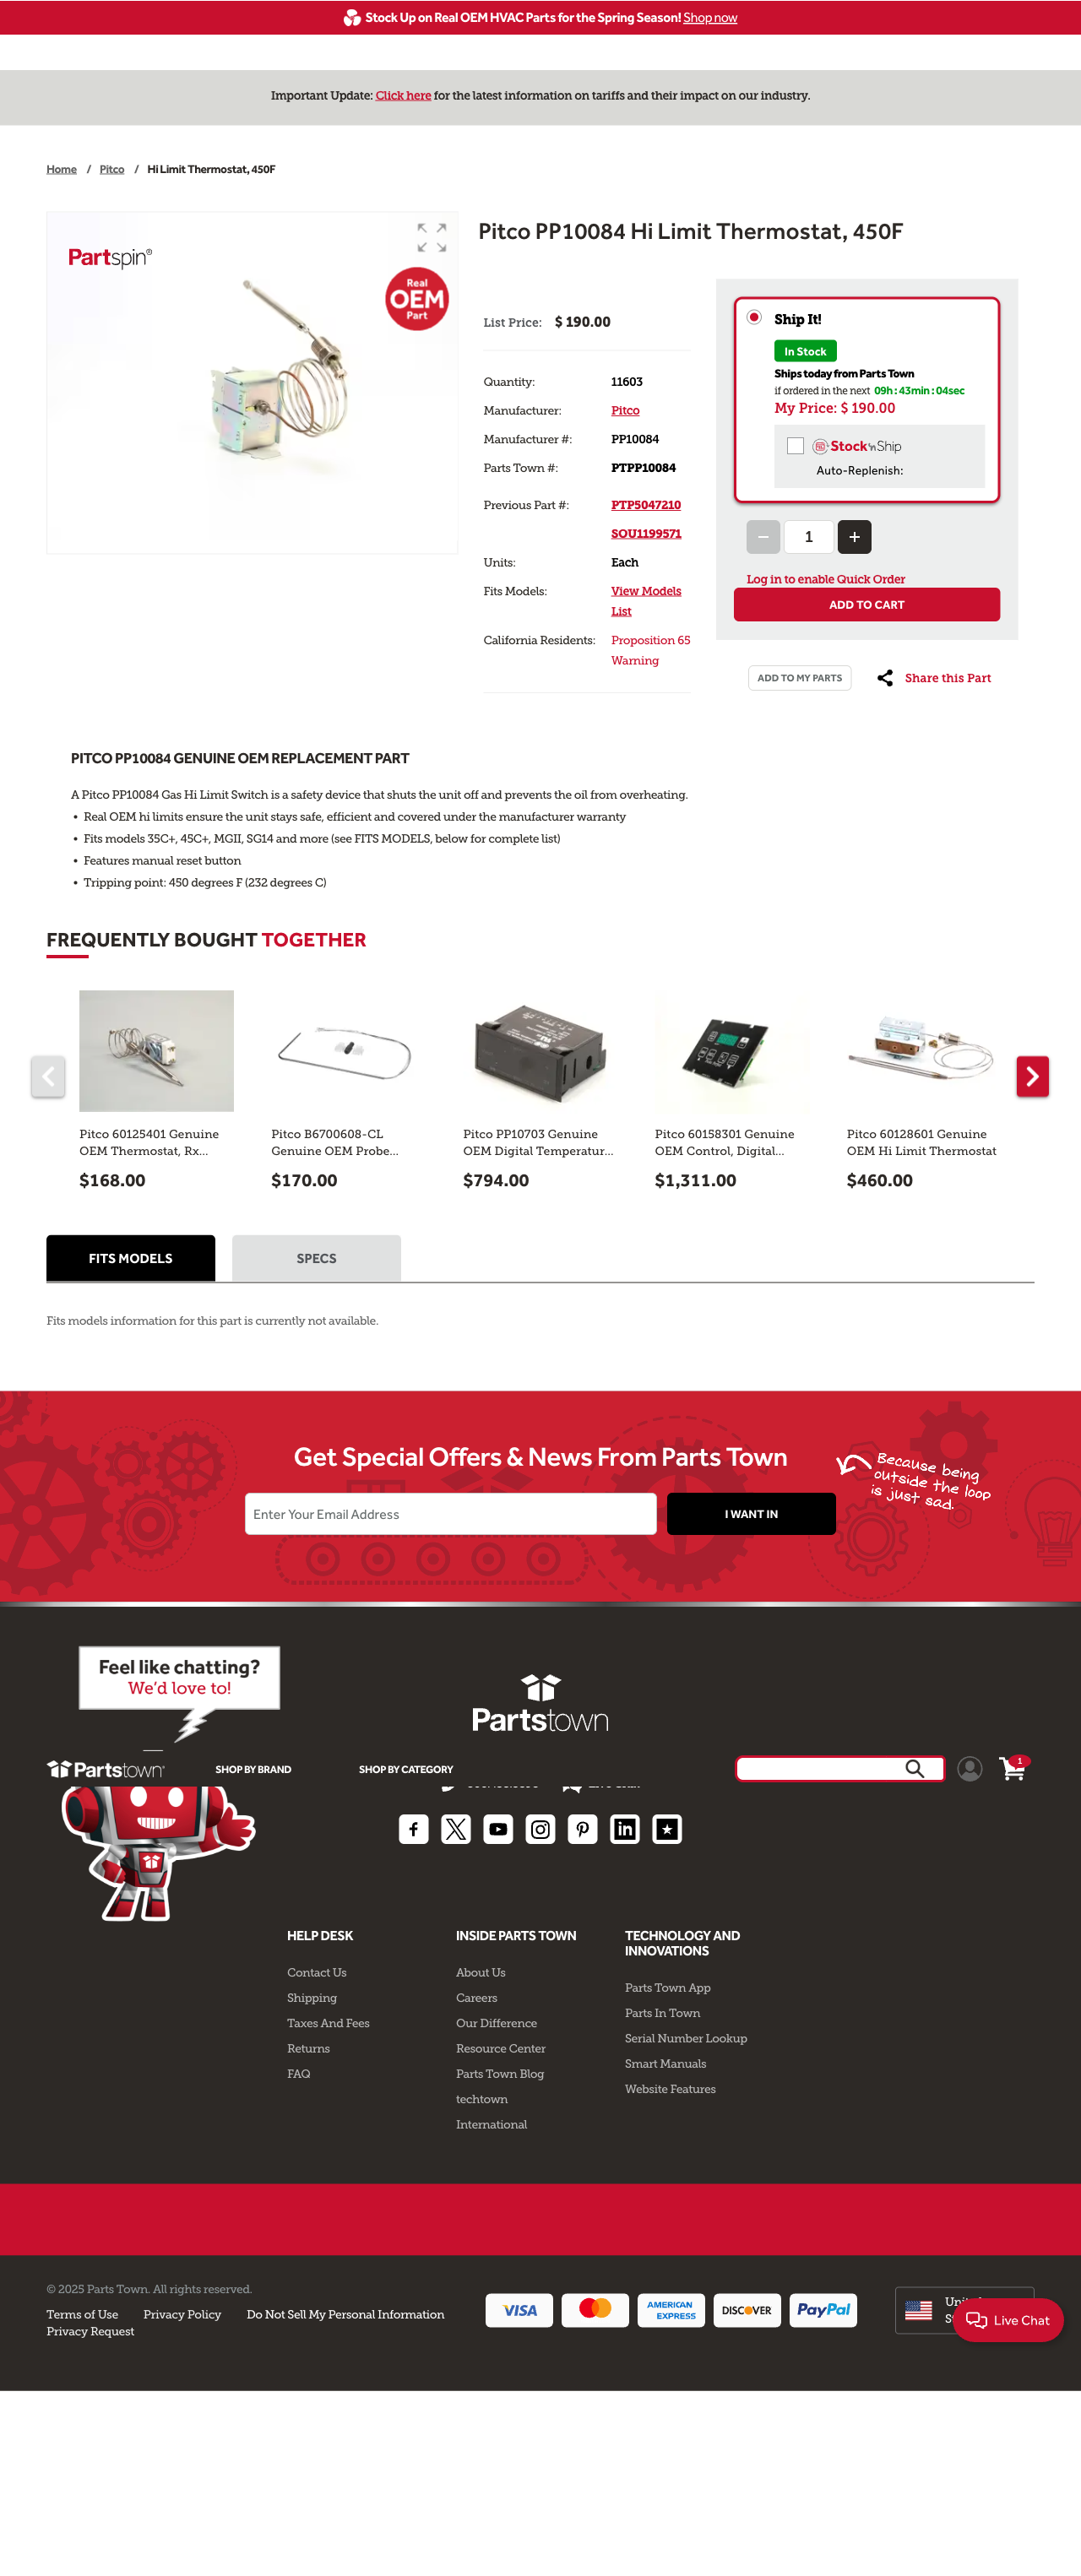 Stock Up on Real OEM HVAC Parts for the Spring Season! Shop now
Important Update: Click here for the latest information on tariffs and their impact on our industry.
Home / Pitco / Hi Limit Thermostat, 450F
Partspin®
Real
OEM
Part
Pitco PP10084 Hi Limit Thermostat, 450F
List Price: $ 190.00
Quantity: 11603
Manufacturer: Pitco
Manufacturer #: PP10084
Parts Town #: PTPP10084
Previous Part #: PTP5047210
SOU1199571
Units: Each
Fits Models: View Models
List
California Residents: Proposition 65
Warning
Ship It!
In Stock
Ships today from Parts Town
if ordered in the next 09h : 43min : 04sec
My Price: $ 190.00
Stock'n Ship
Auto-Replenish:
1
Log in to enable Quick Order
ADD TO CART
ADD TO MY PARTS
Share this Part
PITCO PP10084 GENUINE OEM REPLACEMENT PART
A Pitco PP10084 Gas Hi Limit Switch is a safety device that shuts the unit off and prevents the oil from overheating.
• Real OEM hi limits ensure the unit stays safe, efficient and covered under the manufacturer warranty
• Fits models 35C+, 45C+, MGII, SG14 and more (see FITS MODELS, below for complete list)
• Features manual reset button
• Tripping point: 450 degrees F (232 degrees C)
FREQUENTLY BOUGHT TOGETHER
Pitco 60125401 Genuine
OEM Thermostat, Rx...
$168.00
Pitco B6700608-CL
Genuine OEM Probe...
$170.00
Pitco PP10703 Genuine
OEM Digital Temperatur...
$794.00
Pitco 60158301 Genuine
OEM Control, Digital...
$1,311.00
Pitco 60128601 Genuine
OEM Hi Limit Thermostat
$460.00
FITS MODELS
SPECS
Fits models information for this part is currently not available.
Get Special Offers & News From Parts Town
Enter Your Email Address
I WANT IN
Because being
outside the loop
is just sad.
Feel like chatting?
We'd love to!
Partstown
Partstown
SHOP BY BRAND
SHOP BY CATEGORY
1
HELP DESK
Contact Us
Shipping
Taxes And Fees
Returns
FAQ
INSIDE PARTS TOWN
About Us
Careers
Our Difference
Resource Center
Parts Town Blog
techtown
International
TECHNOLOGY AND
INNOVATIONS
Parts Town App
Parts In Town
Serial Number Lookup
Smart Manuals
Website Features
© 2025 Parts Town. All rights reserved.
Terms of Use
Privacy Policy
Do Not Sell My Personal Information
Privacy Request
VISA
AMERICAN
EXPRESS
DISCOVER
PayPal
Live Chat